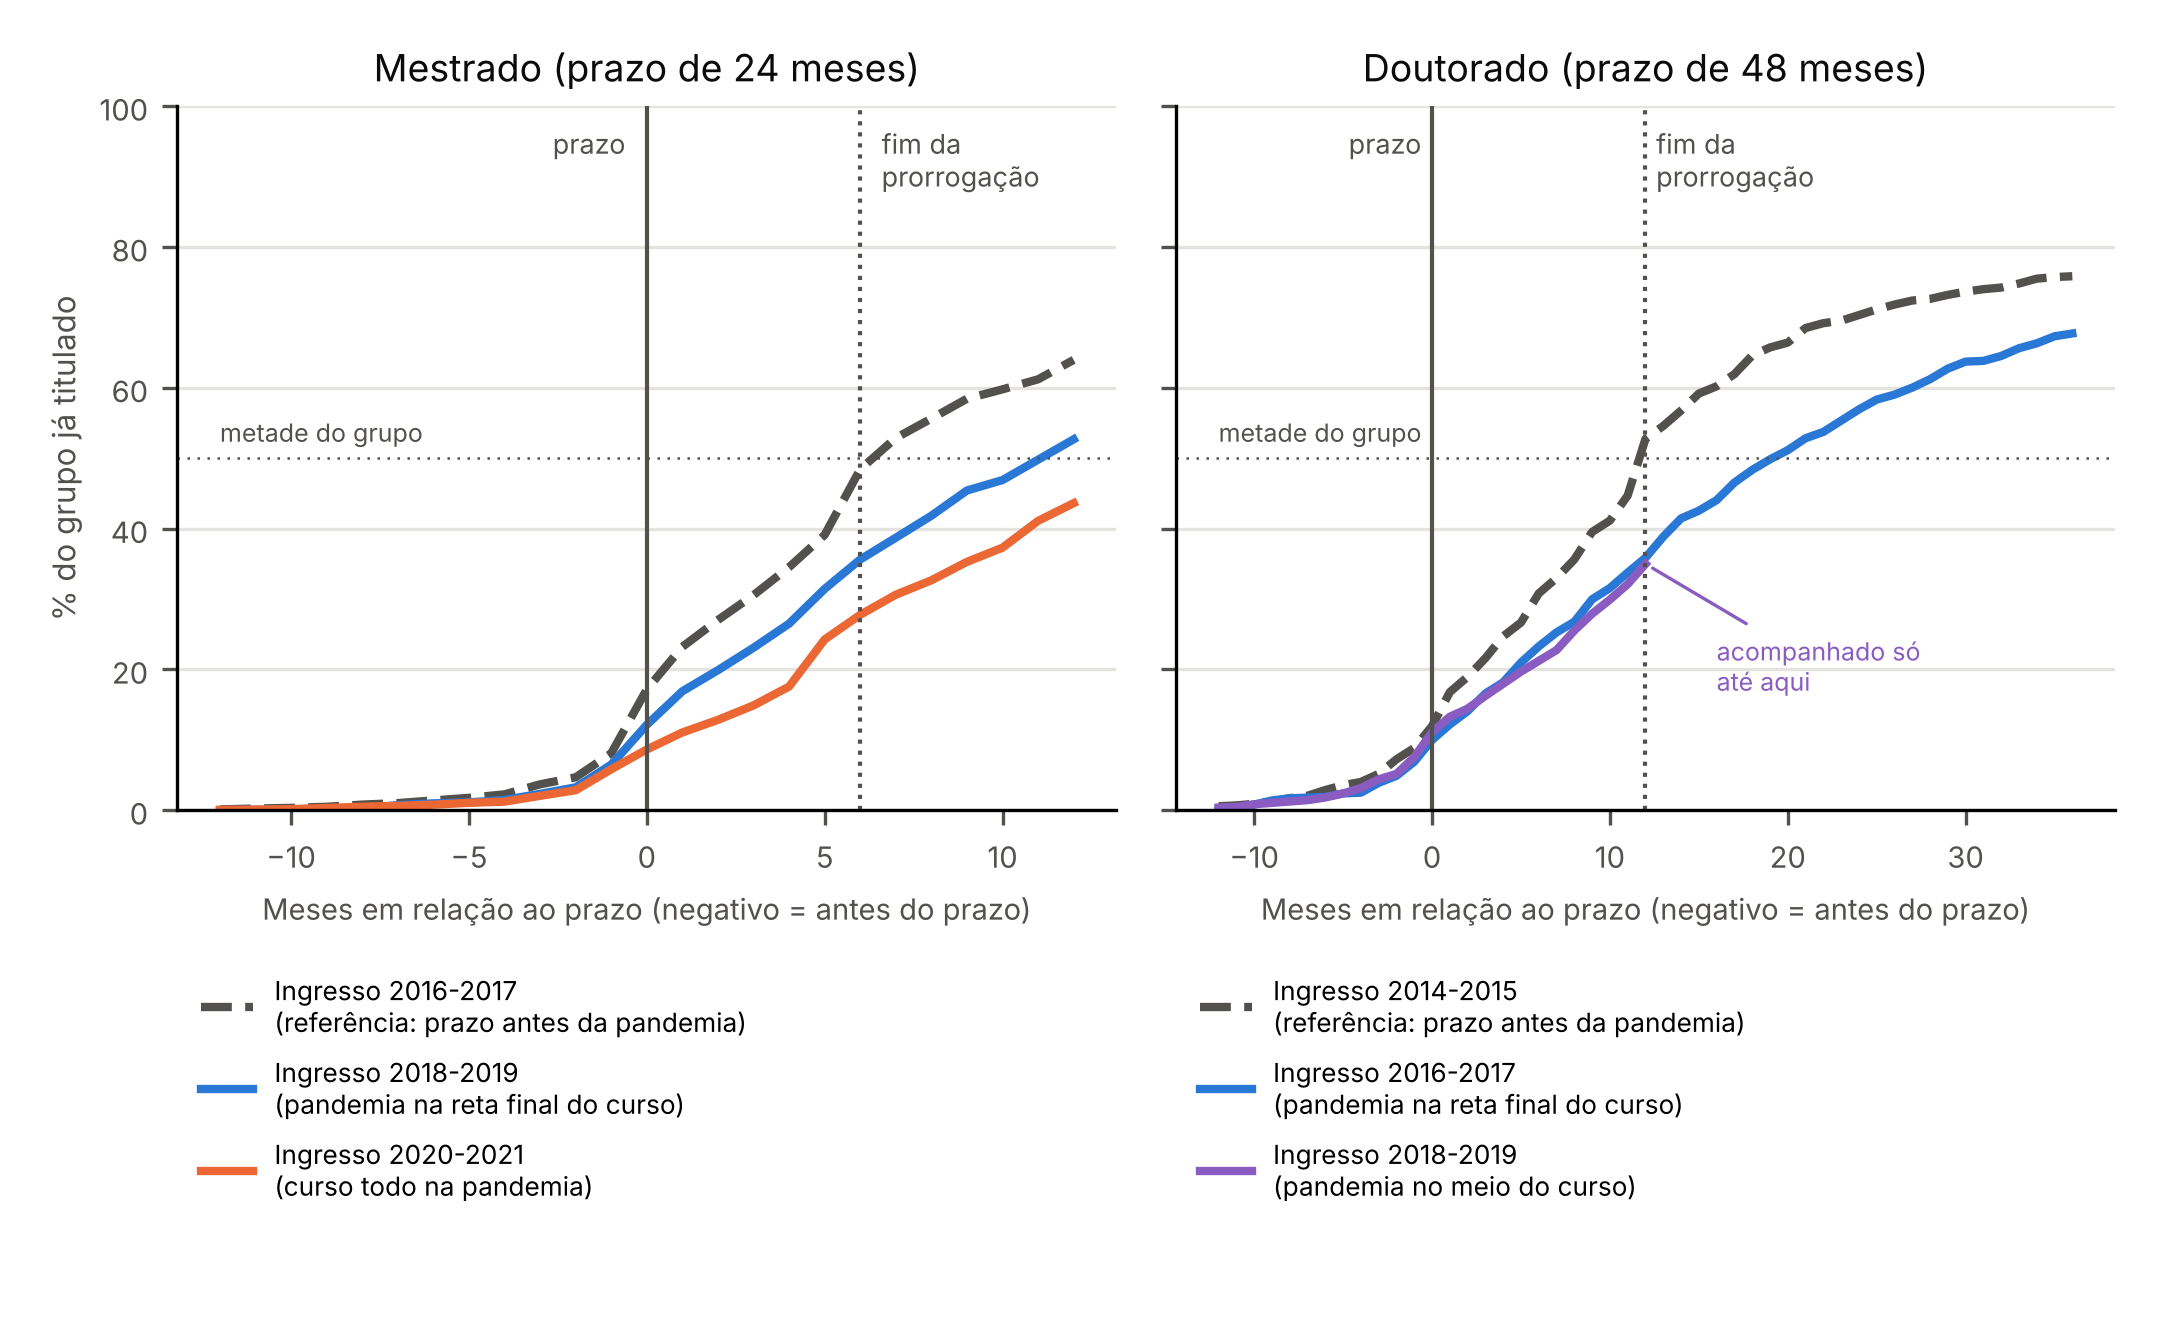 Mestrado (prazo de 24 meses)
% do grupo já titulado
100
80
60
40
20
0
prazo
fim da
prorrogação
metade do grupo
−10
−5
0
5
10
Meses em relação ao prazo (negativo = antes do prazo)
Ingresso 2016-2017
(referência: prazo antes da pandemia)
Ingresso 2018-2019
(pandemia na reta final do curso)
Ingresso 2020-2021
(curso todo na pandemia)
Doutorado (prazo de 48 meses)
prazo
fim da
prorrogação
metade do grupo
acompanhado só
até aqui
−10
0
10
20
30
Meses em relação ao prazo (negativo = antes do prazo)
Ingresso 2014-2015
(referência: prazo antes da pandemia)
Ingresso 2016-2017
(pandemia na reta final do curso)
Ingresso 2018-2019
(pandemia no meio do curso)